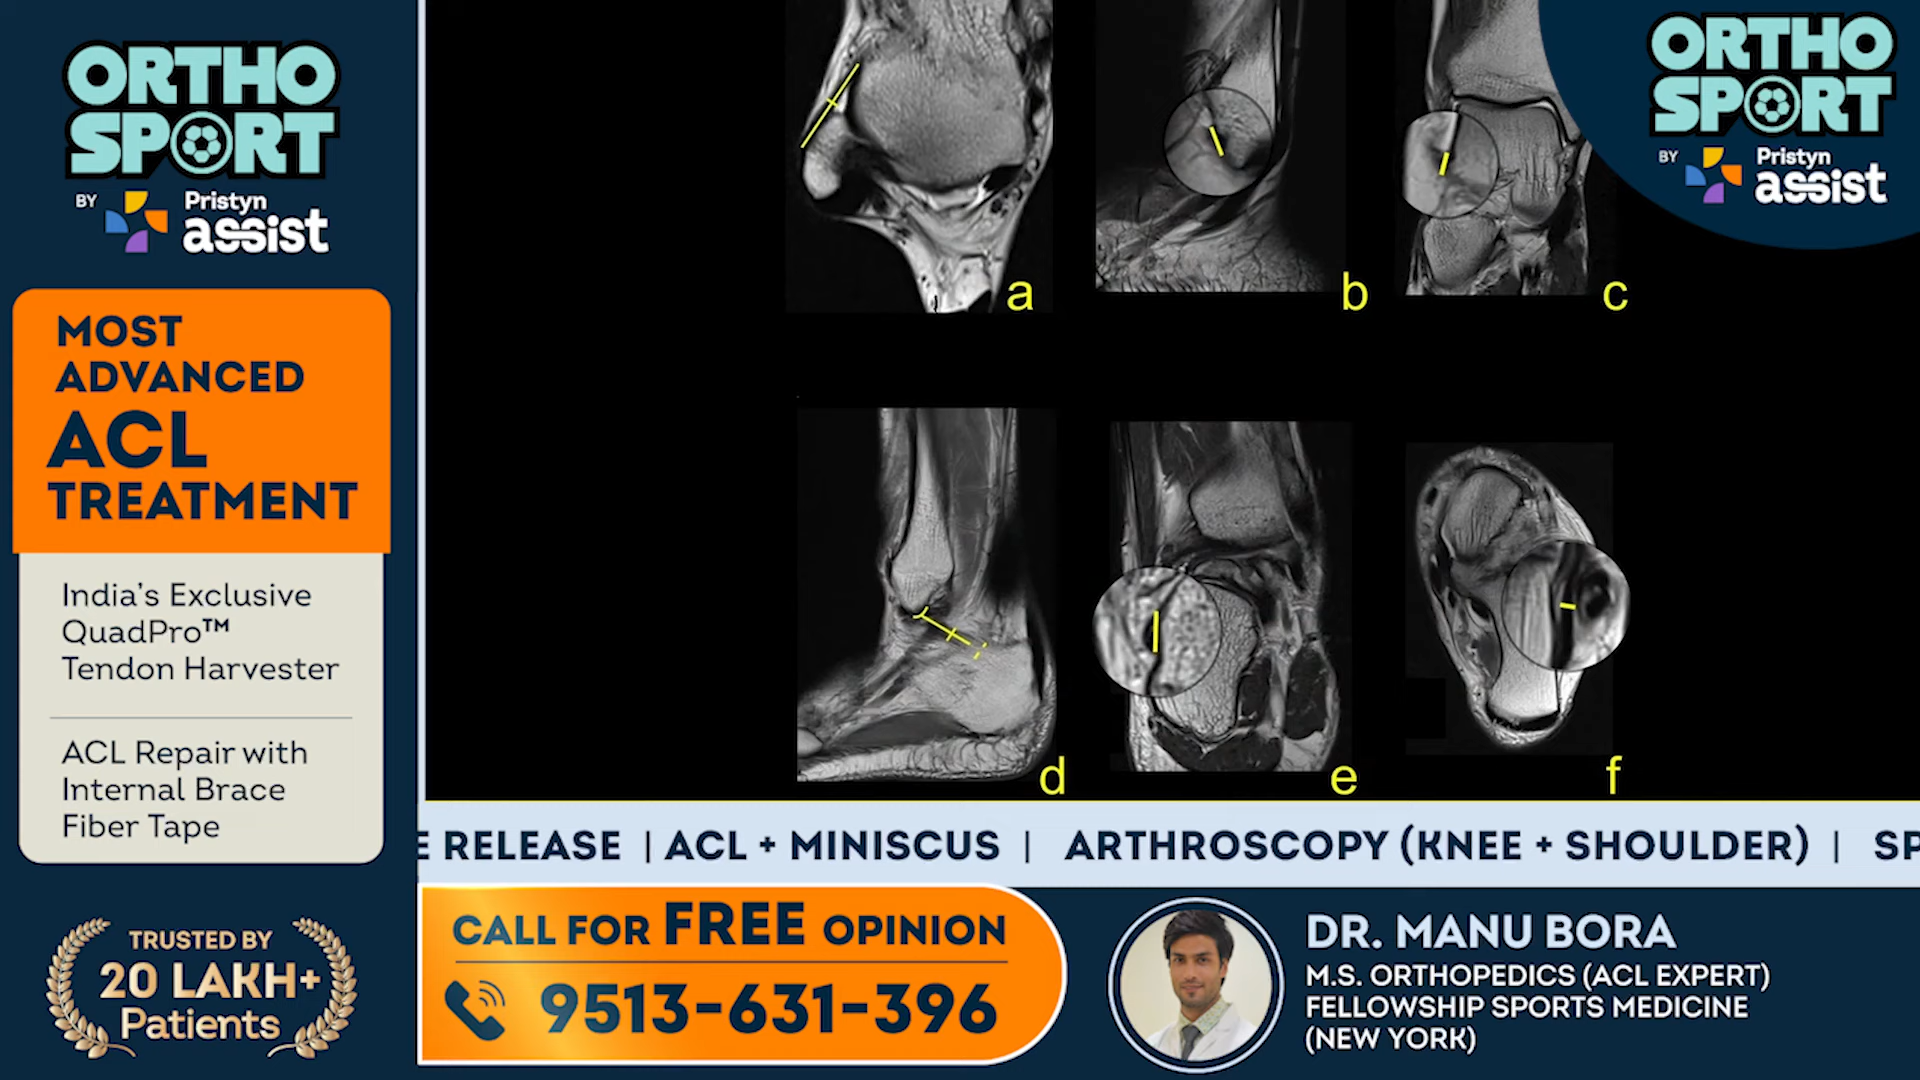 ORTHO
SPORT
BY Pristyn
assist
MOST
ADVANCED
ACL
TREATMENT
India's Exclusive
QuadPro™
Tendon Harvester
ACL Repair with
Internal Brace
Fiber Tape
TRUSTED BY
20 LAKH+
Patients
a
b
c
d
e
f
ORTHO
SPORT
BY Pristyn
assist
E RELEASE | ACL + MINISCUS | ARTHROSCOPY (KNEE + SHOULDER) | SP
CALL FOR FREE OPINION
9513-631-396
DR. MANU BORA
M.S. ORTHOPEDICS (ACL EXPERT)
FELLOWSHIP SPORTS MEDICINE
(NEW YORK)